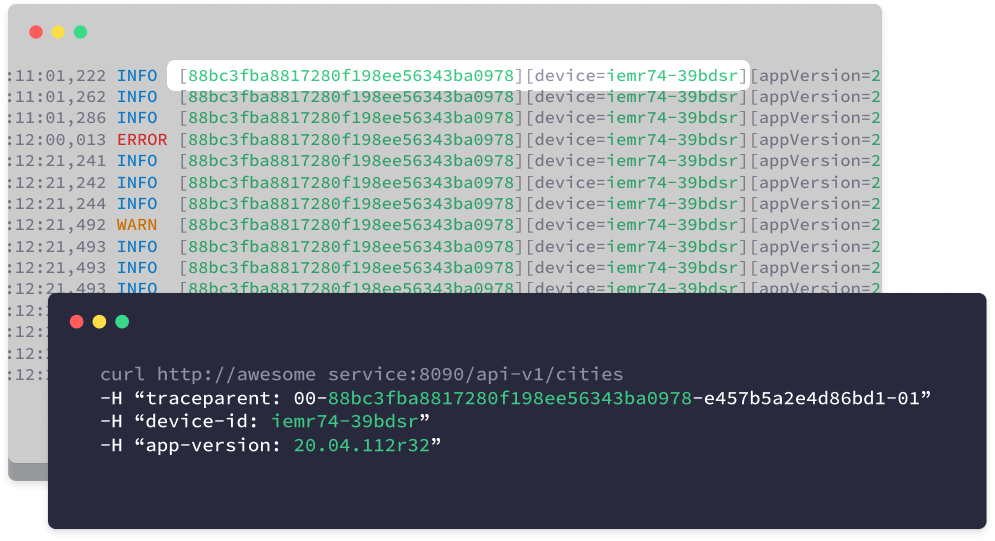 :11:01,222 INFO [88bc3fba8817280f198ee56343ba0978][device=iemr74-39bdsr][appVersion=2
:11:01,262 INFO [88bc3fba8817280f198ee56343ba0978][device=iemr74-39bdsr][appVersion=2
:11:01,286 INFO [88bc3fba8817280f198ee56343ba0978][device=iemr74-39bdsr][appVersion=2
:12:00,013 ERROR [88bc3fba8817280f198ee56343ba0978][device=iemr74-39bdsr][appVersion=2
:12:21,241 INFO [88bc3fba8817280f198ee56343ba0978][device=iemr74-39bdsr][appVersion=2
:12:21,242 INFO [88bc3fba8817280f198ee56343ba0978][device=iemr74-39bdsr][appVersion=2
:12:21,244 INFO [88bc3fba8817280f198ee56343ba0978][device=iemr74-39bdsr][appVersion=2
:12:21,492 WARN [88bc3fba8817280f198ee56343ba0978][device=iemr74-39bdsr][appVersion=2
:12:21,493 INFO [88bc3fba8817280f198ee56343ba0978][device=iemr74-39bdsr][appVersion=2
:12:21,493 INFO [88bc3fba8817280f198ee56343ba0978][device=iemr74-39bdsr][appVersion=2
:12:21,493 INFO [88bc3fba8817280f198ee56343ba0978][device=iemr74-39bdsr][appVersion=2
:12:
:12:
:12:
:12:
curl http://awesome service:8090/api-v1/cities
-H “traceparent: 00-88bc3fba8817280f198ee56343ba0978-e457b5a2e4d86bd1-01”
-H “device-id: iemr74-39bdsr”
-H “app-version: 20.04.112r32”